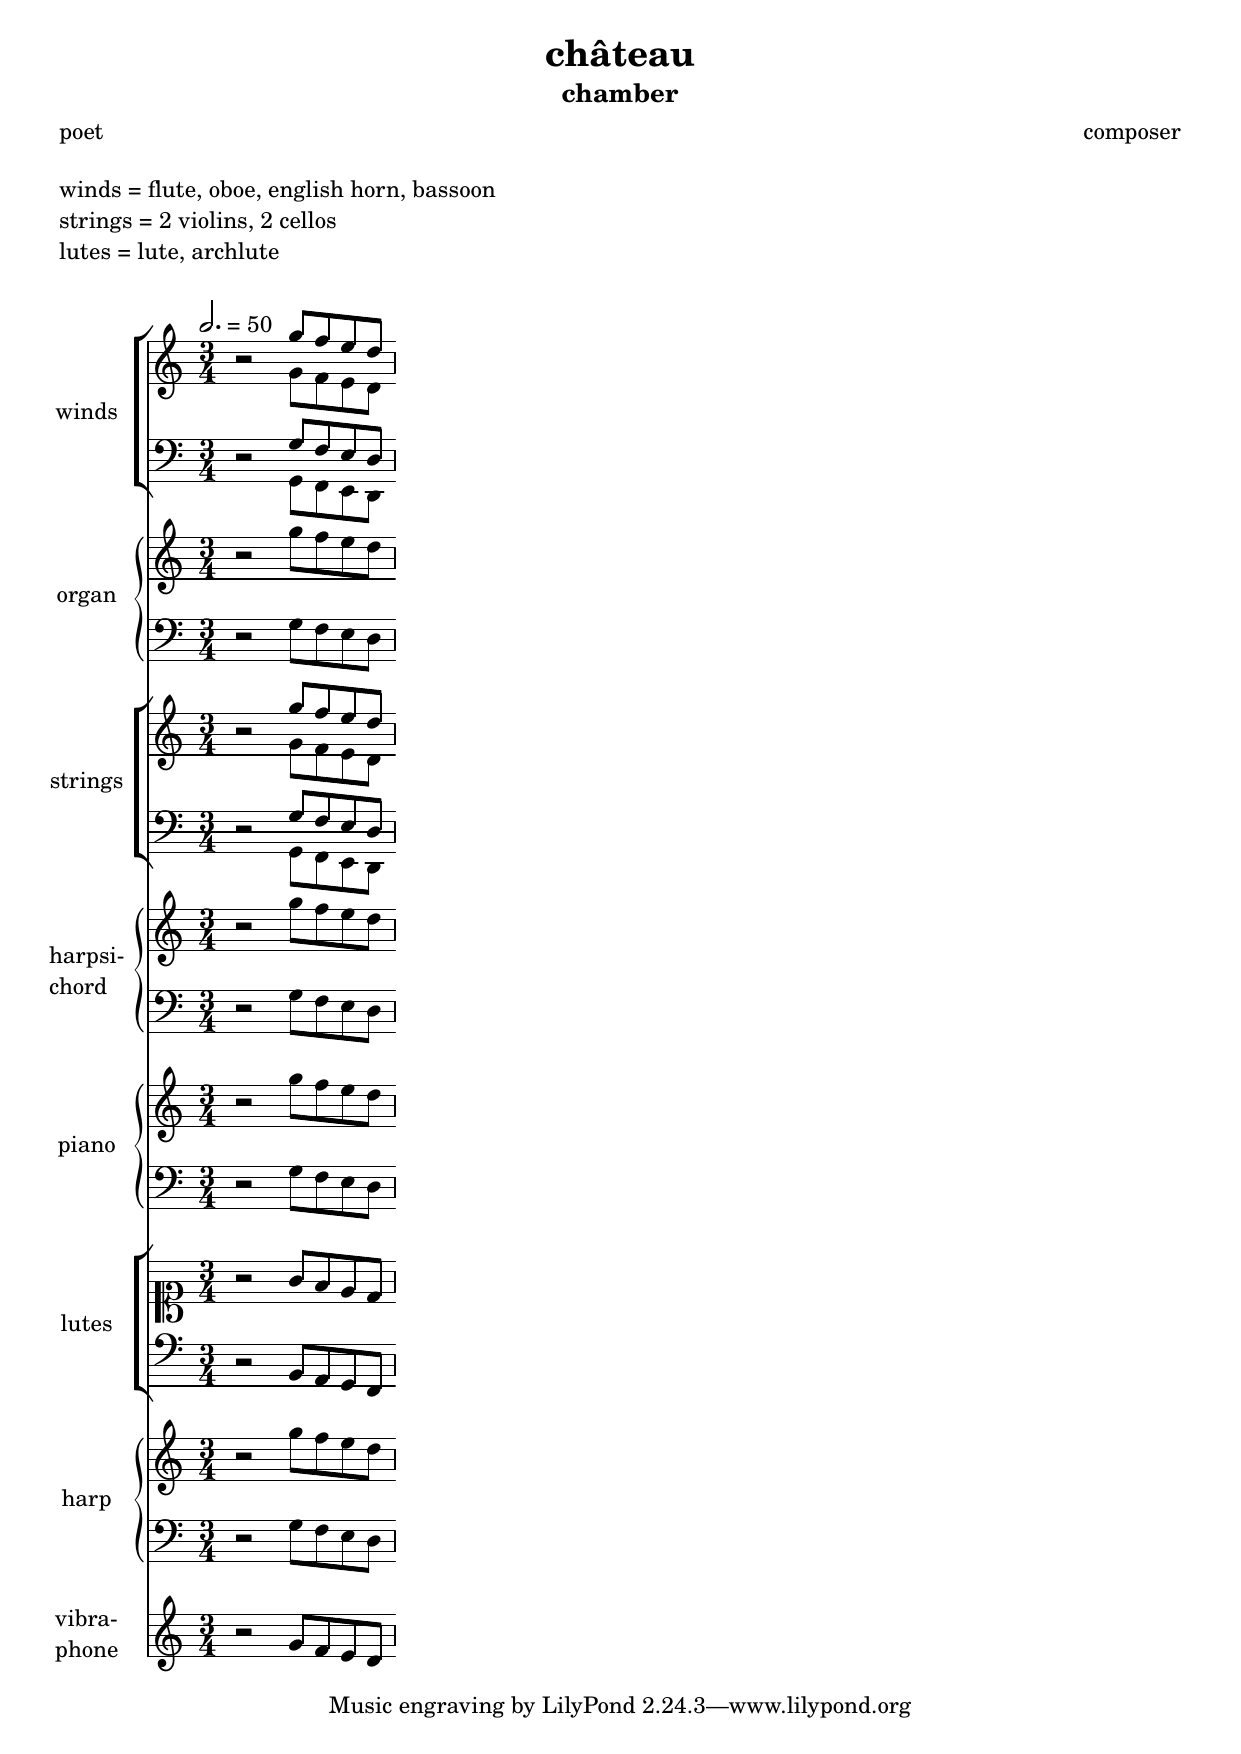 château
chamber
poet composer
winds = flute, oboe, english horn, bassoon
strings = 2 violins, 2 cellos
lutes = lute, archlute
= 50
winds
organ
strings
harpsi-
chord
piano
lutes
harp
vibra-
phone
Music engraving by LilyPond 2.24.3—www.lilypond.org